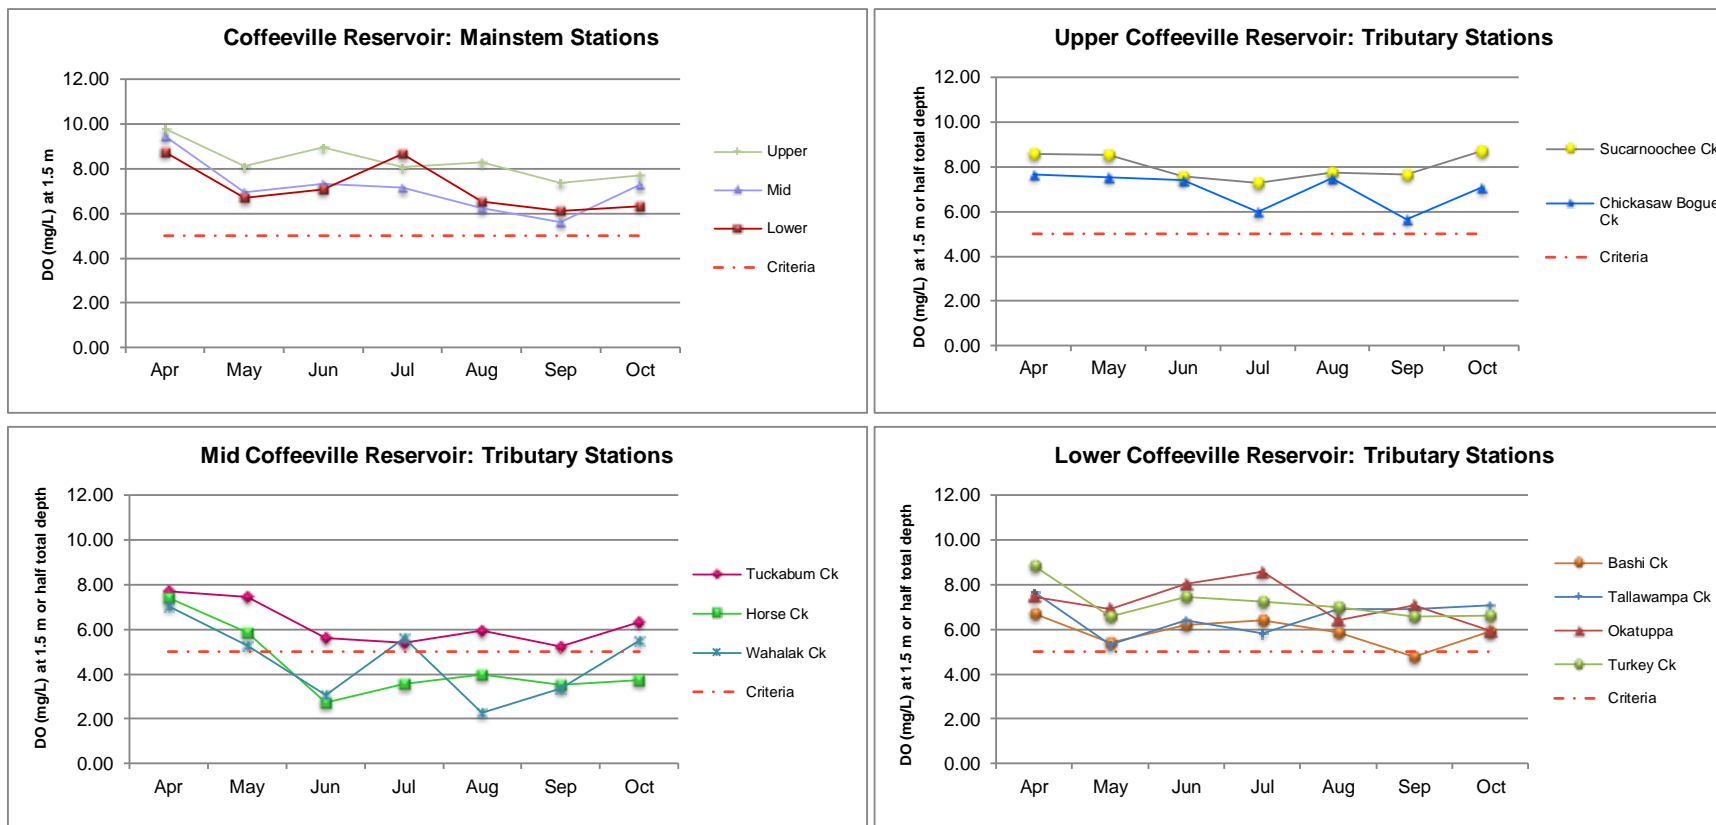 Coffeeville Reservoir: Mainstem Stations
DO (mg/L) at 1.5 m
12.00
10.00
8.00
6.00
4.00
2.00
0.00
Apr May Jun Jul Aug Sep Oct
Upper
Mid
Lower
Criteria
Upper Coffeeville Reservoir: Tributary Stations
DO (mg/L) at 1.5 m or half total depth
12.00
10.00
8.00
6.00
4.00
2.00
0.00
Apr May Jun Jul Aug Sep Oct
Sucarnoochee Ck
Chickasaw Bogue
Ck
Criteria
Mid Coffeeville Reservoir: Tributary Stations
DO (mg/L) at 1.5 m or half total depth
12.00
10.00
8.00
6.00
4.00
2.00
0.00
Apr May Jun Jul Aug Sep Oct
Tuckabum Ck
Horse Ck
Wahalak Ck
Criteria
Lower Coffeeville Reservoir: Tributary Stations
DO (mg/L) at 1.5 m or half total depth
12.00
10.00
8.00
6.00
4.00
2.00
0.00
Apr May Jun Jul Aug Sep Oct
Bashi Ck
Tallawampa Ck
Okatuppa
Turkey Ck
Criteria